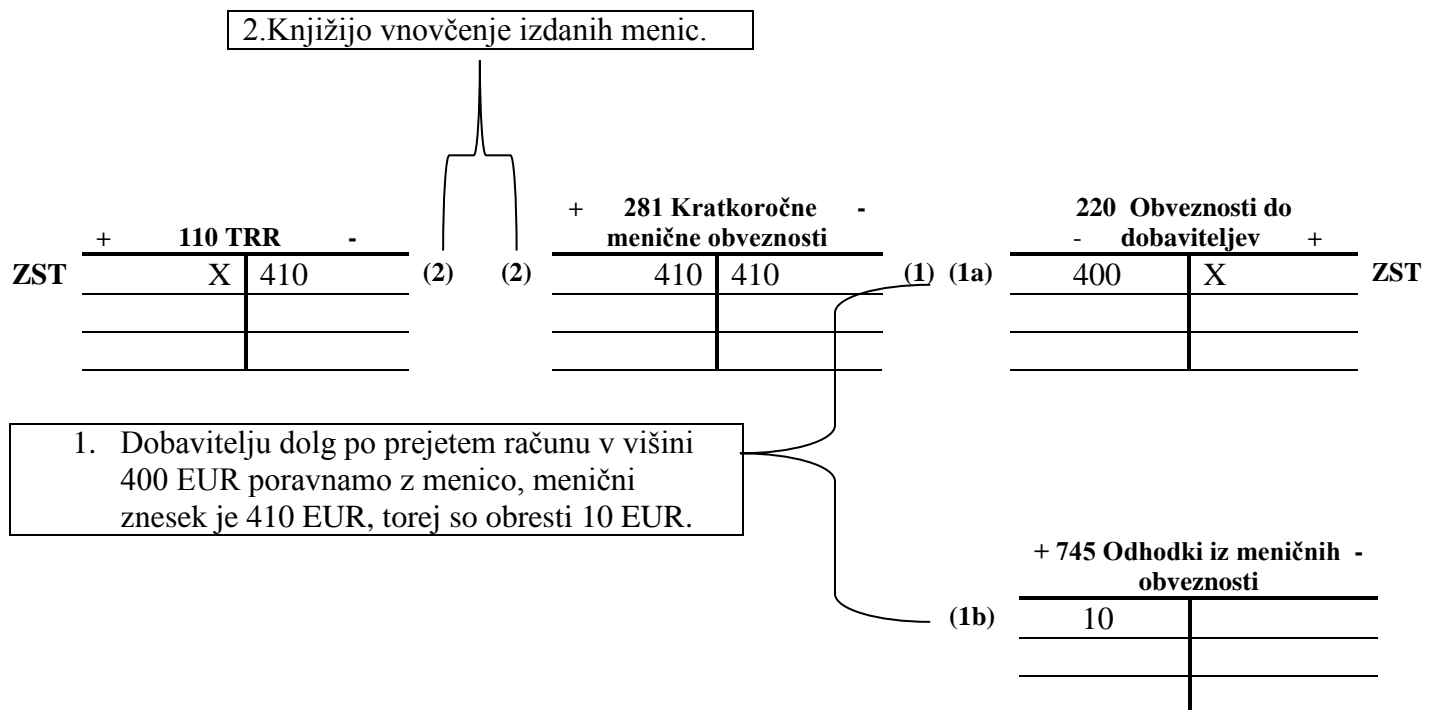 2.Knjižijo vnovčenje izdanih menic.
+ 110 TRR -
+ 281 Kratkoročne -
menične obveznosti
220 Obveznosti do
- dobaviteljev +
ZST X 410 (2) (2) 410 410 (1) (1a) 400 X ZST
1. Dobavitelju dolg po prejetem računu v višini
400 EUR poravnamo z menico, menični
znesek je 410 EUR, torej so obresti 10 EUR.
+ 745 Odhodki iz meničnih -
obveznosti
(1b) 10